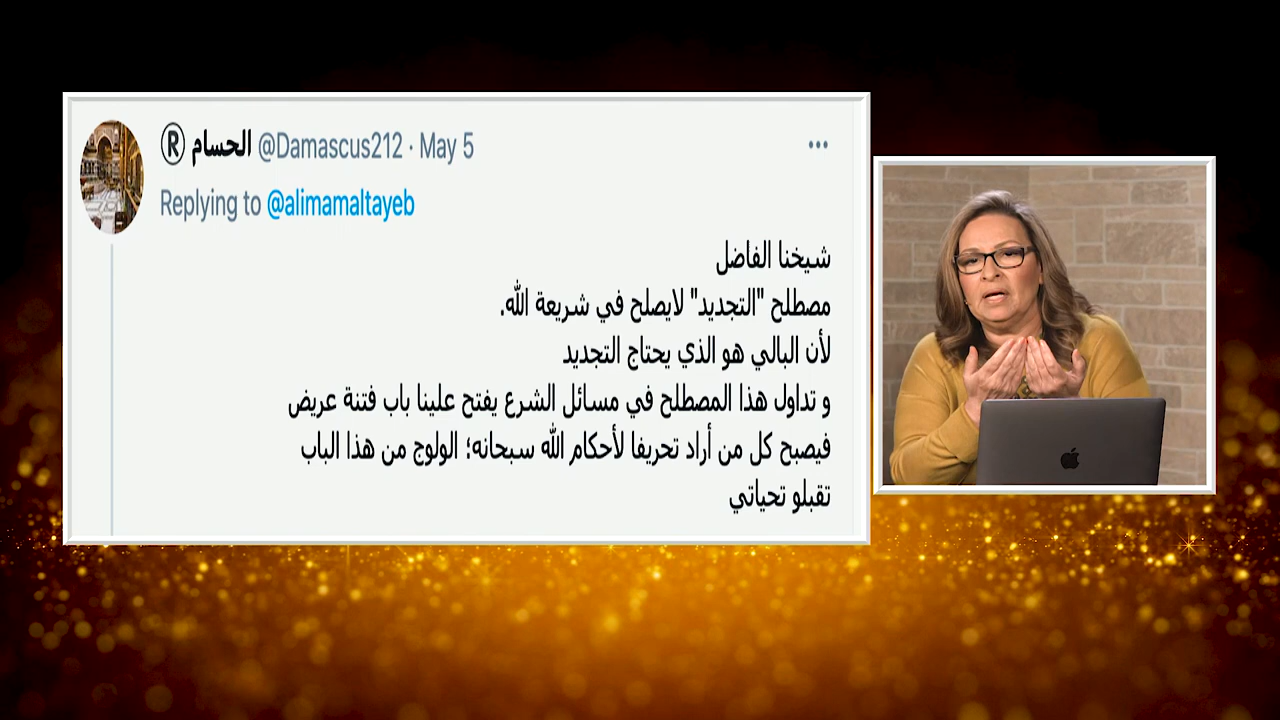 الحسام ® @Damascus212 · May 5
Replying to @alimamaltayeb
شيخنا الفاضل
مصطلح "التجديد" لايصلح في شريعة الله.
لأن البالي هو الذي يحتاج التجديد
و تداول هذا المصطلح في مسائل الشرع يفتح علينا باب فتنة عريض
فيصبح كل من أراد تحريفا لأحكام الله سبحانه؛ الولوج من هذا الباب
تقبلو تحياتي